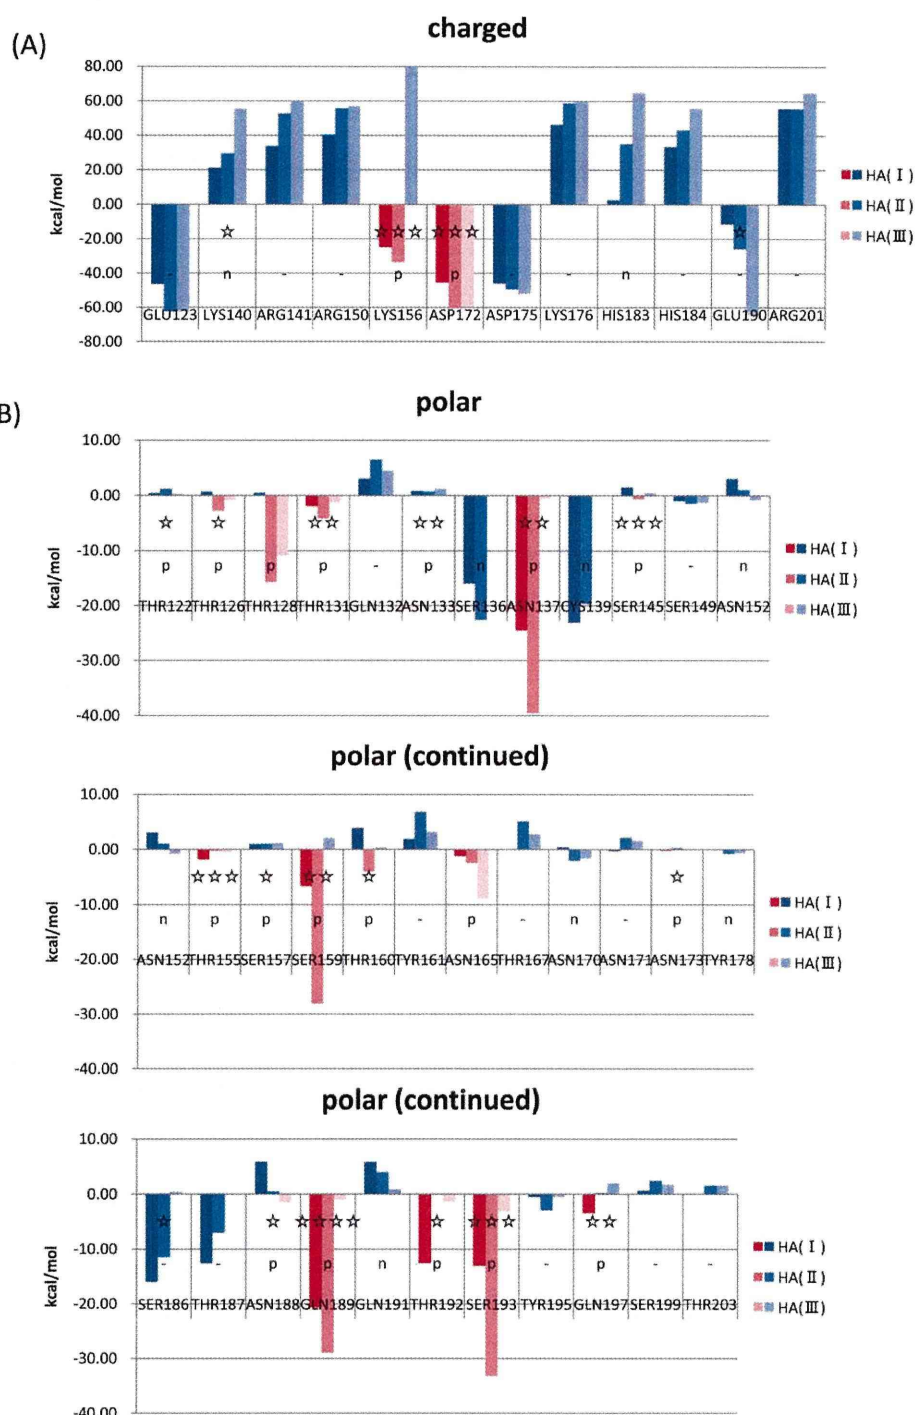 (A)
charged
80.00
60.00
40.00
20.00
0.00
-20.00
-40.00
-60.00
-80.00
kcal/mol
☆ ☆☆☆ ☆☆☆ ☆
- n - - p p - - n - - -
GLU123 LYS140 ARG141 ARG150 LYS156 ASP172 ASP175 LYS176 HIS183 HIS184 GLU190 ARG201
HA(Ⅰ)
HA(Ⅱ)
HA(Ⅲ)
B)
polar
10.00
0.00
-10.00
-20.00
-30.00
-40.00
kcal/mol
☆ ☆ ☆☆ ☆☆ ☆☆ ☆☆☆
p p p p - p n p n p - n
THR122 THR126 THR128 THR131 GLN132 ASN133 SER136 ASN137 CYS139 SER145 SER149 ASN152
HA(Ⅰ)
HA(Ⅱ)
HA(Ⅲ)
polar (continued)
10.00
0.00
-10.00
-20.00
-30.00
-40.00
kcal/mol
☆☆☆ ☆ ☆☆ ☆ ☆
n p p p p - p - n - p n
ASN152 THR155 SER157 SER159 THR160 TYR161 ASN165 THR167 ASN170 ASN171 ASN173 TYR178
HA(Ⅰ)
HA(Ⅱ)
HA(Ⅲ)
polar (continued)
10.00
0.00
-10.00
-20.00
-30.00
-40.00
kcal/mol
☆ ☆ ☆☆☆☆ ☆ ☆☆☆ ☆☆
- - p p n p p - p - -
SER186 THR187 ASN188 GLN189 GLN191 THR192 SER193 TYR195 GLN197 SER199 THR203
HA(Ⅰ)
HA(Ⅱ)
HA(Ⅲ)